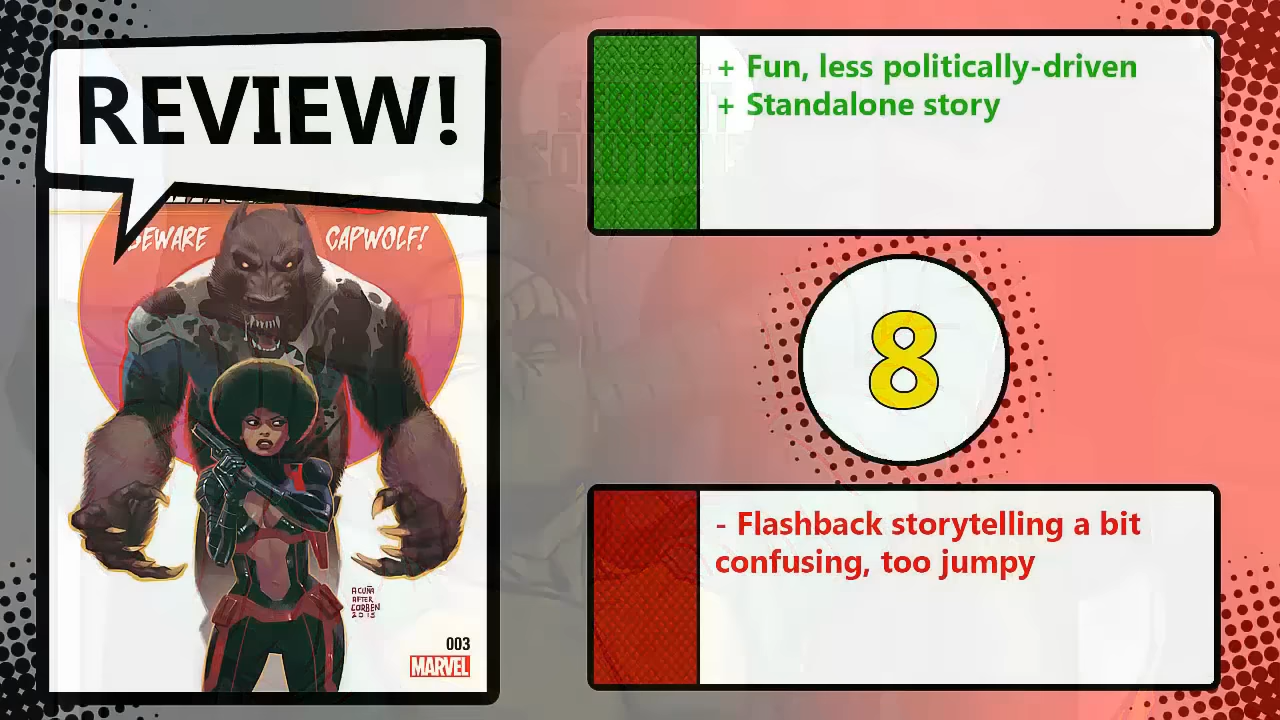 REVIEW!
BEWARE CAPWOLF!
ACUÑA
AFTER
CORBEN
2015
003
MARVEL
+ Fun, less politically-driven
+ Standalone story
8
- Flashback storytelling a bit
confusing, too jumpy